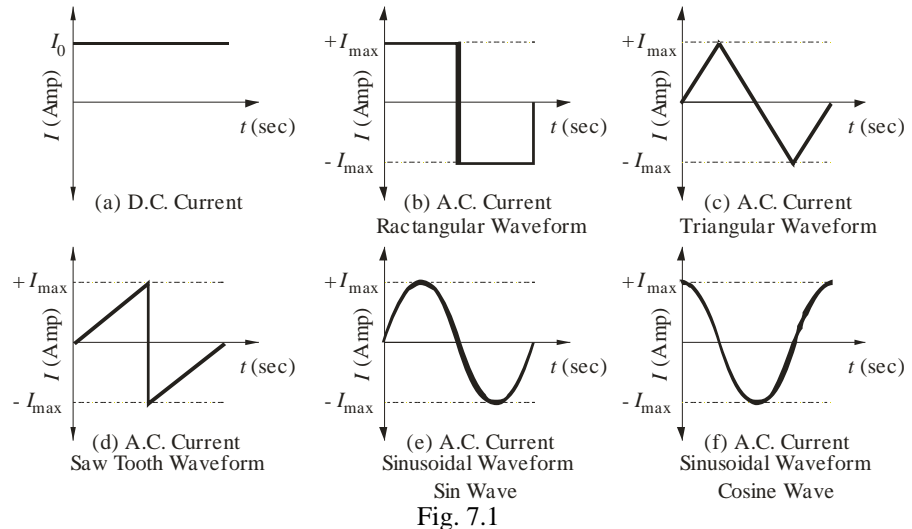 I₀
I (Amp)
t (sec)
(a) D.C. Current
+Imax
I (Amp)
- Imax
t (sec)
(b) A.C. Current
Ractangular Waveform
+Imax
I (Amp)
- Imax
t (sec)
(c) A.C. Current
Triangular Waveform
+Imax
I (Amp)
- Imax
t (sec)
(d) A.C. Current
Saw Tooth Waveform
+Imax
I (Amp)
- Imax
t (sec)
(e) A.C. Current
Sinusoidal Waveform
Sin Wave
+Imax
I (Amp)
- Imax
t (sec)
(f) A.C. Current
Sinusoidal Waveform
Cosine Wave
Fig. 7.1